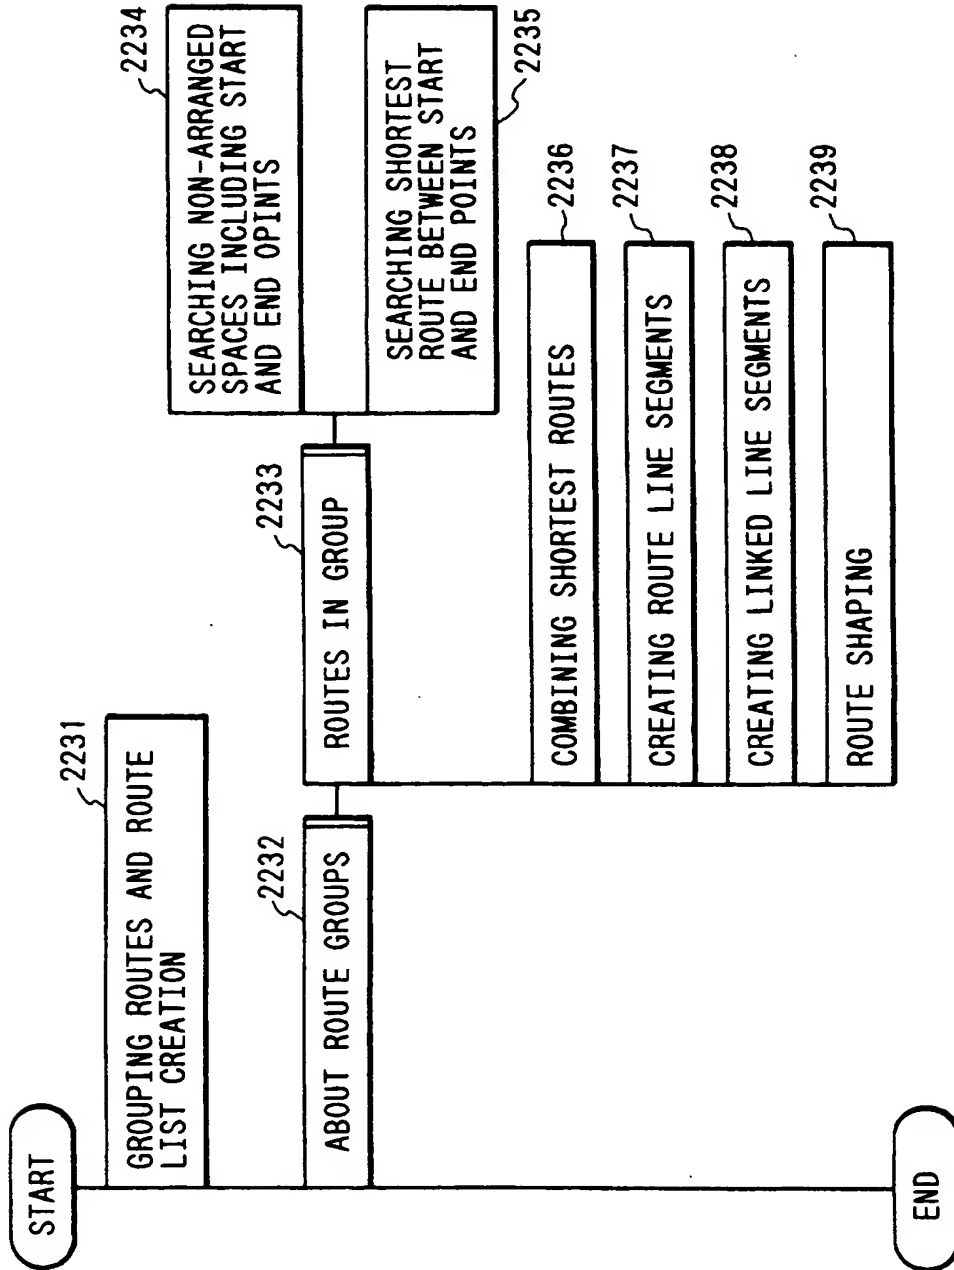 START
2231
GROUPING ROUTES AND ROUTE
LIST CREATION
2232
ABOUT ROUTE GROUPS
2233
ROUTES IN GROUP
2234
SEARCHING NON-ARRANGED
SPACES INCLUDING START
AND END OPINTS
2235
SEARCHING SHORTEST
ROUTE BETWEEN START
AND END POINTS
2236
COMBINING SHORTEST ROUTES
2237
CREATING ROUTE LINE SEGMENTS
2238
CREATING LINKED LINE SEGMENTS
2239
ROUTE SHAPING
END